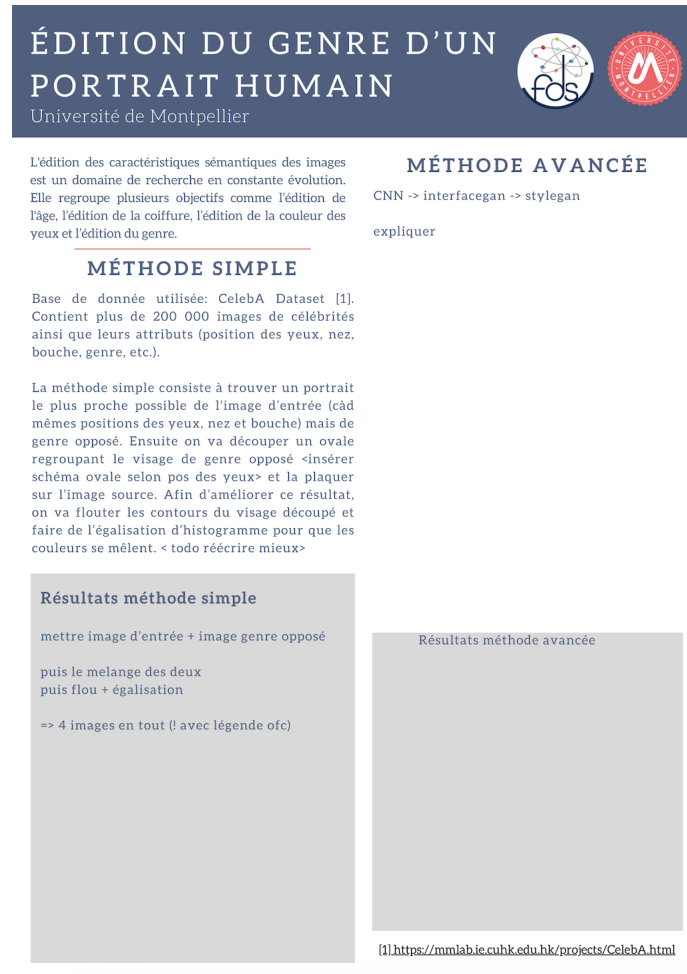 ÉDITION DU GENRE D'UN
PORTRAIT HUMAIN
Université de Montpellier
fds
UNIVERSITÉ
MONTPELLIER
L'édition des caractéristiques sémantiques des images
est un domaine de recherche en constante évolution.
Elle regroupe plusieurs objectifs comme l'édition de
l'âge, l'édition de la coiffure, l'édition de la couleur des
yeux et l'édition du genre.
MÉTHODE SIMPLE
Base de donnée utilisée: CelebA Dataset [1].
Contient plus de 200 000 images de célébrités
ainsi que leurs attributs (position des yeux, nez,
bouche, genre, etc.).
La méthode simple consiste à trouver un portrait
le plus proche possible de l'image d'entrée (càd
mêmes positions des yeux, nez et bouche) mais de
genre opposé. Ensuite on va découper un ovale
regroupant le visage de genre opposé <insérer
schéma ovale selon pos des yeux> et la plaquer
sur l'image source. Afin d'améliorer ce résultat,
on va flouter les contours du visage découpé et
faire de l'égalisation d'histogramme pour que les
couleurs se mêlent. < todo réécrire mieux>
Résultats méthode simple
mettre image d'entrée + image genre opposé
puis le melange des deux
puis flou + égalisation
=> 4 images en tout (! avec légende ofc)
MÉTHODE AVANCÉE
CNN -> interfacegan -> stylegan
expliquer
Résultats méthode avancée
[1] https://mmlab.ie.cuhk.edu.hk/projects/CelebA.html